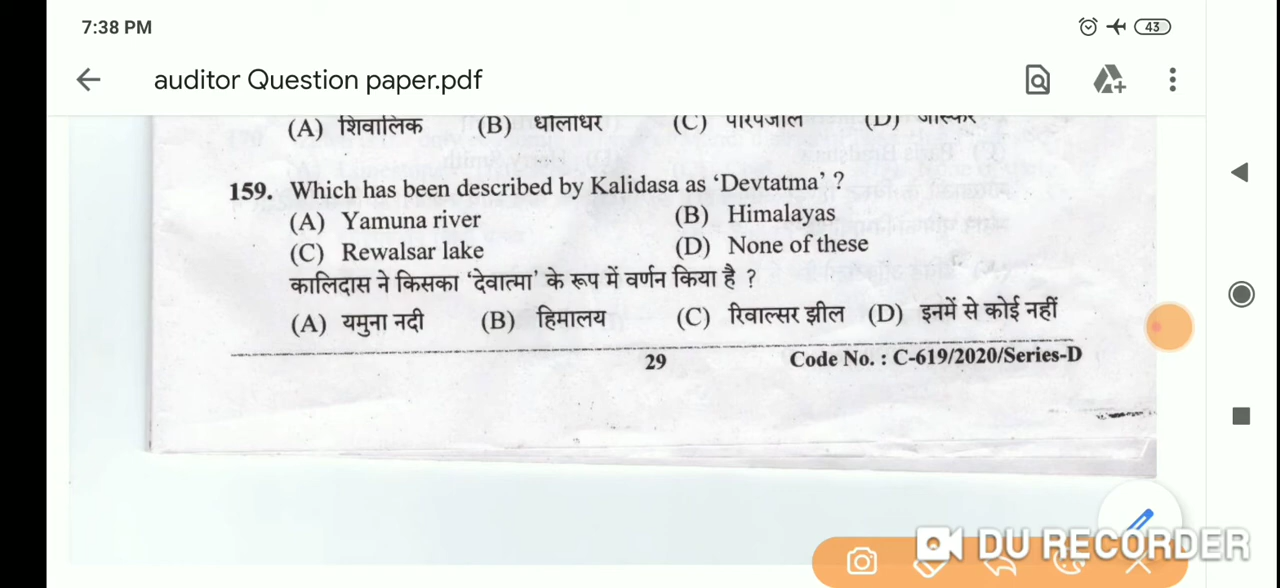 7:38 PM
43
auditor Question paper.pdf
(A) शिवालिक (B) धौलाधर (C) पीरपंजाल (D) जास्कर
159. Which has been described by Kalidasa as ‘Devtatma’ ?
(A) Yamuna river (B) Himalayas
(C) Rewalsar lake (D) None of these
कालिदास ने किसका ‘देवात्मा’ के रूप में वर्णन किया है ?
(A) यमुना नदी (B) हिमालय (C) रिवाल्सर झील (D) इनमें से कोई नहीं
29 Code No. : C-619/2020/Series-D
DU RECORDER